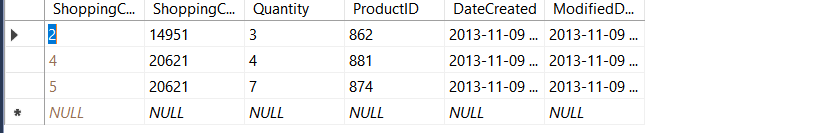 ShoppingC... ShoppingC... Quantity ProductID DateCreated ModifiedD...
2 14951 3 862 2013-11-09 ... 2013-11-09 ...
4 20621 4 881 2013-11-09 ... 2013-11-09 ...
5 20621 7 874 2013-11-09 ... 2013-11-09 ...
NULL NULL NULL NULL NULL NULL